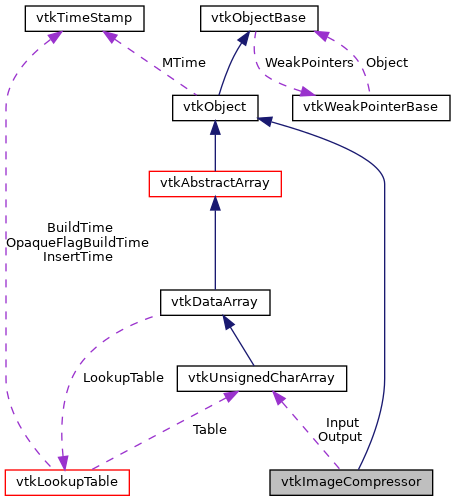 vtkTimeStamp
vtkObjectBase
MTime
WeakPointers
Object
vtkObject
vtkWeakPointerBase
vtkAbstractArray
BuildTime
OpaqueFlagBuildTime
InsertTime
vtkDataArray
LookupTable
vtkUnsignedCharArray
Table
Input
Output
vtkLookupTable
vtkImageCompressor